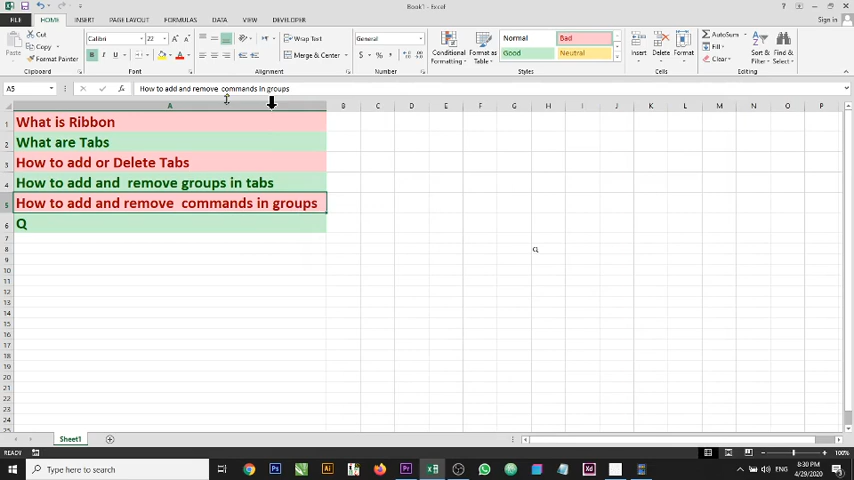 Book1 - Excel
FILE HOME INSERT PAGE LAYOUT FORMULAS DATA VIEW DEVELOPER Sign in
Cut
Copy
Format Painter
Paste
Clipboard
Calibri 22
B I U
Font
Wrap Text
Merge & Center
Alignment
General
$ % ,
Number
Conditional Formatting
Format as Table
Normal Bad
Good Neutral
Styles
Insert Delete Format
Cells
AutoSum
Fill
Clear
Sort & Filter
Find & Select
Editing
A5 fx How to add and remove commands in groups
A B C D E F G H I J K L M N O P
1 What is Ribbon
2 What are Tabs
3 How to add or Delete Tabs
4 How to add and remove groups in tabs
5 How to add and remove commands in groups
6 Q
7
8 Q
9
10
11
12
13
14
15
16
17
18
19
20
21
22
23
24
25
Sheet1
READY 100%
Type here to search
ENG 8:30 PM
4/29/2020